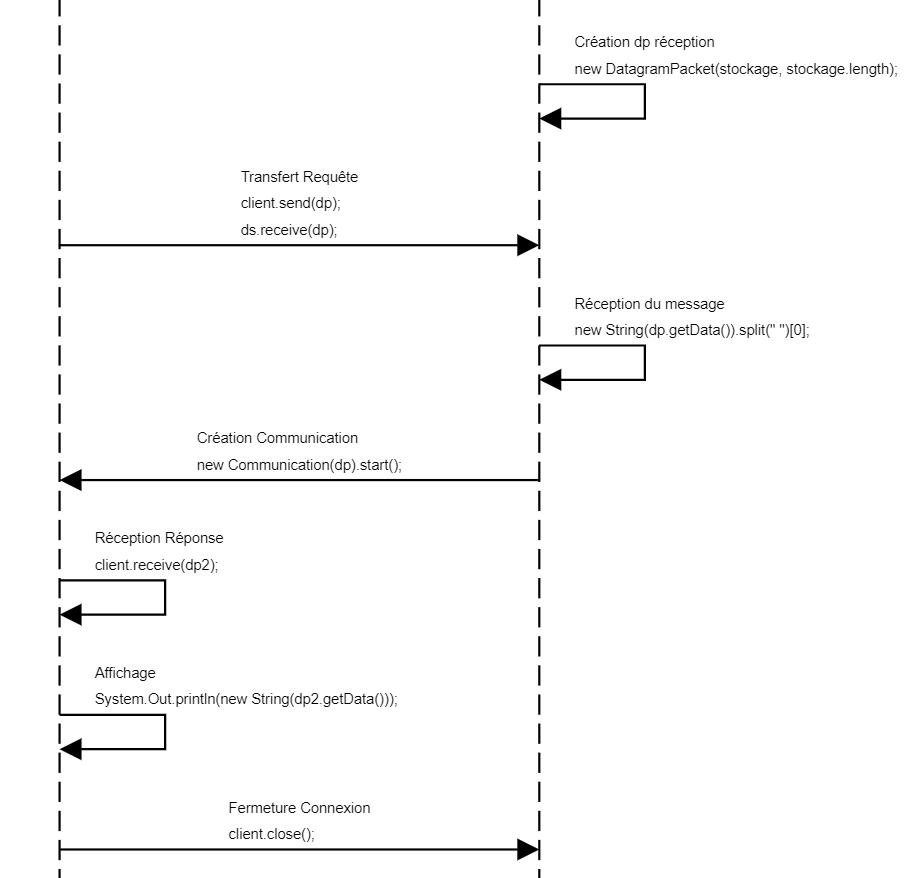 Création dp réception
new DatagramPacket(stockage, stockage.length);
Transfert Requête
client.send(dp);
ds.receive(dp);
Réception du message
new String(dp.getData()).split(" ")[0];
Création Communication
new Communication(dp).start();
Réception Réponse
client.receive(dp2);
Affichage
System.Out.println(new String(dp2.getData()));
Fermeture Connexion
client.close();